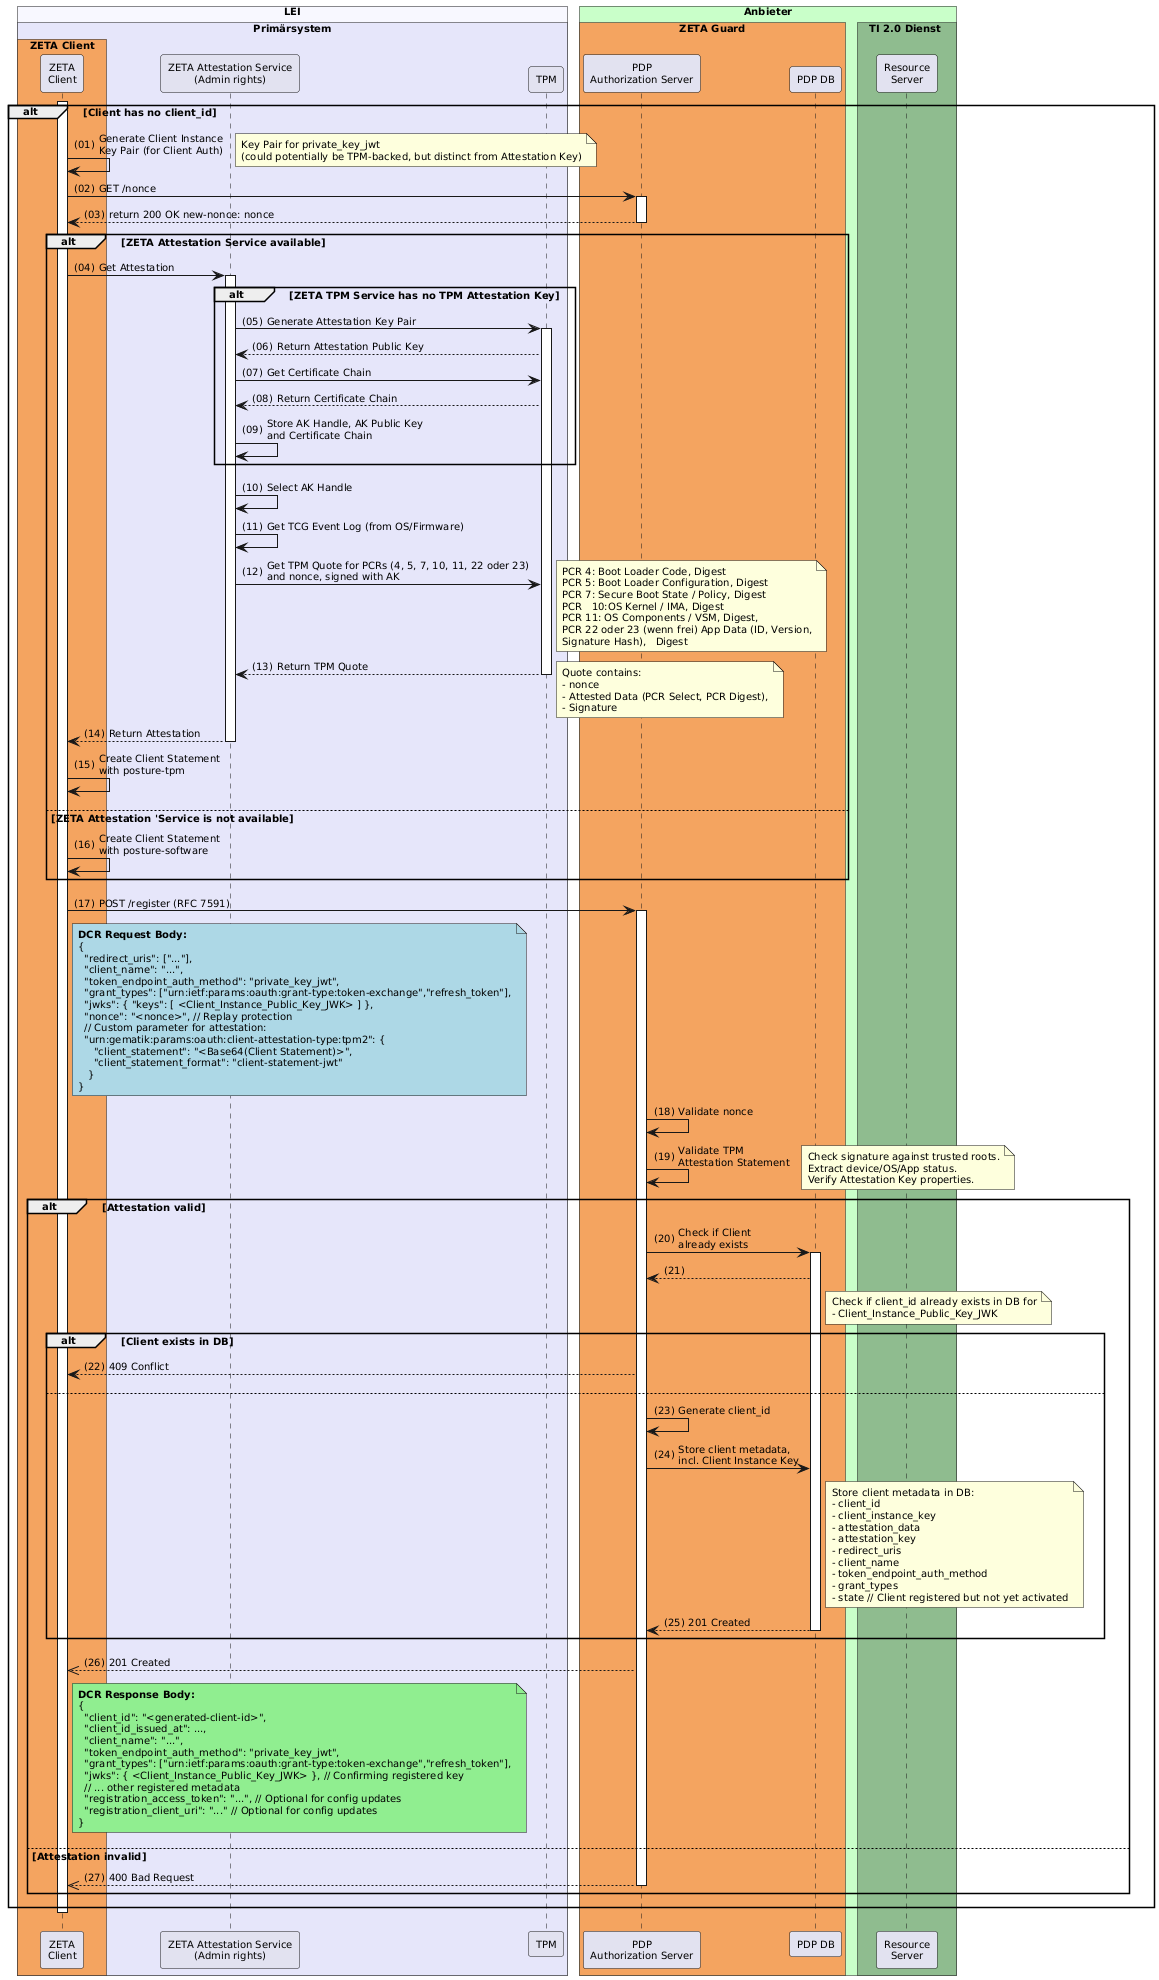 LEI
Anbieter
Primärsystem
ZETA Guard
TI 2.0 Dienst
ZETA Client
ZETA
Client
ZETA Attestation Service
(Admin rights)
TPM
PDP
Authorization Server
PDP DB
Resource
Server
alt [Client has no client_id]
(01) Generate Client Instance
Key Pair (for Client Auth)
Key Pair for private_key_jwt
(could potentially be TPM-backed, but distinct from Attestation Key)
(02) GET /nonce
(03) return 200 OK new-nonce: nonce
alt [ZETA Attestation Service available]
(04) Get Attestation
alt [ZETA TPM Service has no TPM Attestation Key]
(05) Generate Attestation Key Pair
(06) Return Attestation Public Key
(07) Get Certificate Chain
(08) Return Certificate Chain
(09) Store AK Handle, AK Public Key
and Certificate Chain
(10) Select AK Handle
(11) Get TCG Event Log (from OS/Firmware)
(12) Get TPM Quote for PCRs (4, 5, 7, 10, 11, 22 oder 23)
and nonce, signed with AK
PCR 4: Boot Loader Code, Digest
PCR 5: Boot Loader Configuration, Digest
PCR 7: Secure Boot State / Policy, Digest
PCR   10:OS Kernel / IMA, Digest
PCR 11: OS Components / VSM, Digest,
PCR 22 oder 23 (wenn frei) App Data (ID, Version,
Signature Hash),   Digest
(13) Return TPM Quote
Quote contains:
- nonce
- Attested Data (PCR Select, PCR Digest),
- Signature
(14) Return Attestation
(15) Create Client Statement
with posture-tpm
[ZETA Attestation 'Service is not available]
(16) Create Client Statement
with posture-software
(17) POST /register (RFC 7591)
DCR Request Body:
{
"redirect_uris": ["..."],
"client_name": "...",
"token_endpoint_auth_method": "private_key_jwt",
"grant_types": ["urn:ietf:params:oauth:grant-type:token-exchange","refresh_token"],
"jwks": { "keys": [ <Client_Instance_Public_Key_JWK> ] },
"nonce": "<nonce>", // Replay protection
// Custom parameter for attestation:
"urn:gematik:params:oauth:client-attestation-type:tpm2": {
"client_statement": "<Base64(Client Statement)>",
"client_statement_format": "client-statement-jwt"
}
}
(18) Validate nonce
(19) Validate TPM
Attestation Statement
Check signature against trusted roots.
Extract device/OS/App status.
Verify Attestation Key properties.
alt [Attestation valid]
(20) Check if Client
already exists
(21)
Check if client_id already exists in DB for
- Client_Instance_Public_Key_JWK
alt [Client exists in DB]
(22) 409 Conflict
(23) Generate client_id
(24) Store client metadata,
incl. Client Instance Key
Store client metadata in DB:
- client_id
- client_instance_key
- attestation_data
- attestation_key
- redirect_uris
- client_name
- token_endpoint_auth_method
- grant_types
- state // Client registered but not yet activated
(25) 201 Created
(26) 201 Created
DCR Response Body:
{
"client_id": "<generated-client-id>",
"client_id_issued_at": ...,
"client_name": "...",
"token_endpoint_auth_method": "private_key_jwt",
"grant_types": ["urn:ietf:params:oauth:grant-type:token-exchange","refresh_token"],
"jwks": { <Client_Instance_Public_Key_JWK> }, // Confirming registered key
// ... other registered metadata
"registration_access_token": "...", // Optional for config updates
"registration_client_uri": "..." // Optional for config updates
}
[Attestation invalid]
(27) 400 Bad Request
ZETA
Client
ZETA Attestation Service
(Admin rights)
TPM
PDP
Authorization Server
PDP DB
Resource
Server